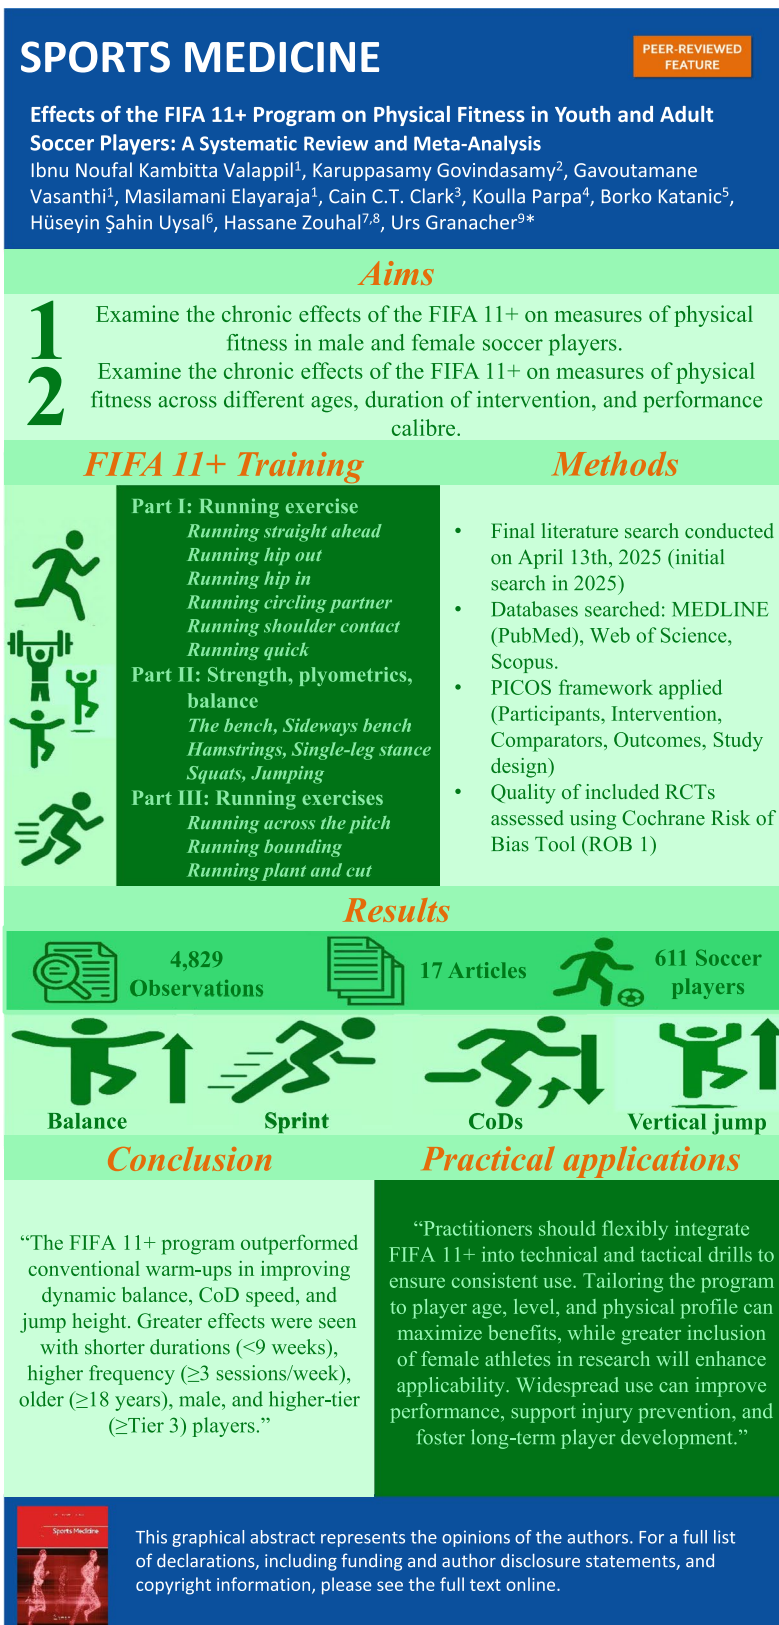 SPORTS MEDICINE
PEER-REVIEWED
FEATURE
Effects of the FIFA 11+ Program on Physical Fitness in Youth and Adult
Soccer Players: A Systematic Review and Meta-Analysis
Ibnu Noufal Kambitta Valappil¹, Karuppasamy Govindasamy², Gavoutamane
Vasanthi¹, Masilamani Elayaraja¹, Cain C.T. Clark³, Koulla Parpa⁴, Borko Katanic⁵,
Hüseyin Şahin Uysal⁶, Hassane Zouhal⁷,⁸, Urs Granacher⁹*
Aims
1
Examine the chronic effects of the FIFA 11+ on measures of physical
fitness in male and female soccer players.
2
Examine the chronic effects of the FIFA 11+ on measures of physical
fitness across different ages, duration of intervention, and performance
calibre.
FIFA 11+ Training
Part I: Running exercise
Running straight ahead
Running hip out
Running hip in
Running circling partner
Running shoulder contact
Running quick
Part II: Strength, plyometrics,
balance
The bench, Sideways bench
Hamstrings, Single-leg stance
Squats, Jumping
Part III: Running exercises
Running across the pitch
Running bounding
Running plant and cut
Methods
• Final literature search conducted
on April 13th, 2025 (initial
search in 2025)
• Databases searched: MEDLINE
(PubMed), Web of Science,
Scopus.
• PICOS framework applied
(Participants, Intervention,
Comparators, Outcomes, Study
design)
• Quality of included RCTs
assessed using Cochrane Risk of
Bias Tool (ROB 1)
Results
4,829
Observations
17 Articles
611 Soccer
players
Balance
Sprint
CoDs
Vertical jump
Conclusion
“The FIFA 11+ program outperformed
conventional warm-ups in improving
dynamic balance, CoD speed, and
jump height. Greater effects were seen
with shorter durations (<9 weeks),
higher frequency (≥3 sessions/week),
older (≥18 years), male, and higher-tier
(≥Tier 3) players.”
Practical applications
“Practitioners should flexibly integrate
FIFA 11+ into technical and tactical drills to
ensure consistent use. Tailoring the program
to player age, level, and physical profile can
maximize benefits, while greater inclusion
of female athletes in research will enhance
applicability. Widespread use can improve
performance, support injury prevention, and
foster long-term player development.”
Sports Medicine
This graphical abstract represents the opinions of the authors. For a full list
of declarations, including funding and author disclosure statements, and
copyright information, please see the full text online.